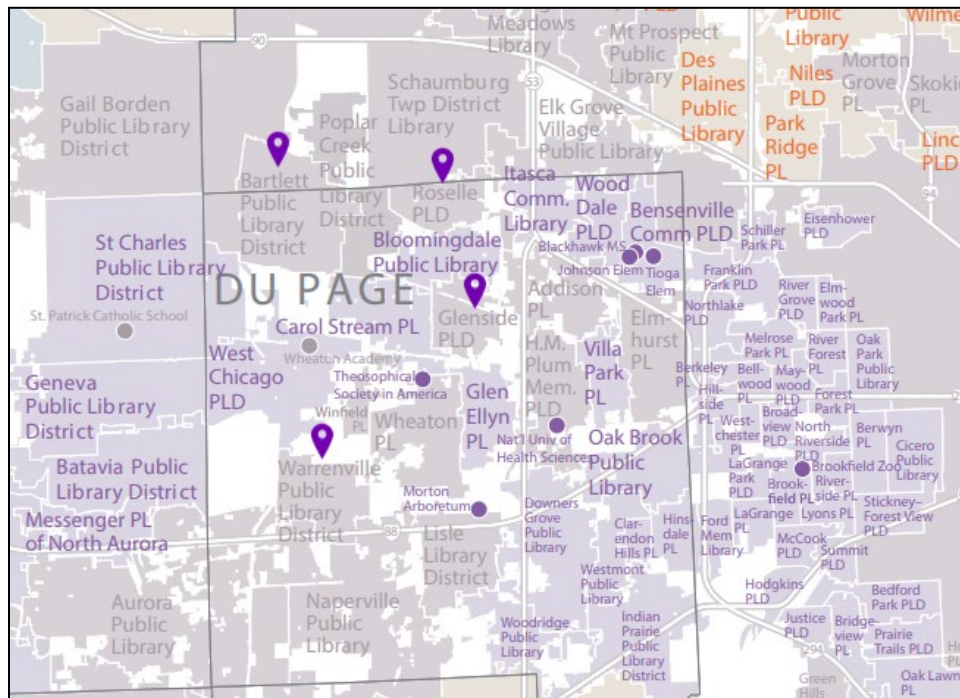 90
Meadows
Library
Mt Prospect
Public
Library
Public
Library
Des
Plaines
Public
Library
Niles
PLD
Morton
Grove
PL
Park
Ridge
PL
94
Gail Borden
Public Library
District
Schaumburg
Twp District
Library
53
Elk Grove
Village
Public Library
Poplar
Creek
Public
Library
District
Bartlett
Public
Library
District
Roselle
PLD
Itasca
Comm.
Library
Wood
Dale
PLD
Bensenville
Comm PLD
Blackhawk MS
Johnson Elem
Tioga
Elem
Schiller
Park PL
Eisenhower
PLD
St Charles
Public Library
District
Bloomingdale
Public Library
DU PAGE
Addison
PL
Franklin
Park PLD
River
Grove
PLD
Elm-
wood Park
PL
Northlake PLD
St. Patrick Catholic School
Carol Stream PL
Glenside
PLD
Wheaton Academy
H.M.
Plum
Mem.
PLD
Elm-
hurst
PL
Melrose
Park PL
River
Forest
PL
Oak
Park
Public
Library
West
Chicago
PLD
Theosophical
Society in America
Villa
Park
PL
Berkeley
PL
Bell-
wood
PL
May-
wood
PLD
Hill-
side
PL
Forest
Park PL
Geneva
Public Library
District
Winfield
PL
Wheaton
PL
Glen
Ellyn
PL
Nat'l Univ. of
Health Sciences
West-
chester
PL
Broad-
view
PLD
North
Riverside
PLD
Berwyn
PL
Cicero
Public
Library
Batavia Public
Library District
Warrenville
Public
Library
District
Oak Brook
Public
Library
LaGrange
Park
PLD
Brookfield Zoo
Brook-
field PL
River-
side PL
Morton
Arboretum
Messenger PL
of North Aurora
88
Lisle
Library
District
Downers
Grove
Public
Library
Clar-
endon
Hills PL
Hins-
dale
PL
Ford
Mem
Library
LaGrange
PL
Lyons PL
Stickney–
Forest View
PLD
McCook
PLD
Summit
PLD
Westmont
Public
Library
Hodgkins
PLD
Bedford
Park PLD
Aurora
Public
Library
Naperville
Public
Library
Woodridge
Public
Library
Indian
Prairie
Public
Library
District
Justice
PLD
Bridge-
view
PL
Prairie
Trails PLD
294
Green
Hills
Oak Lawn